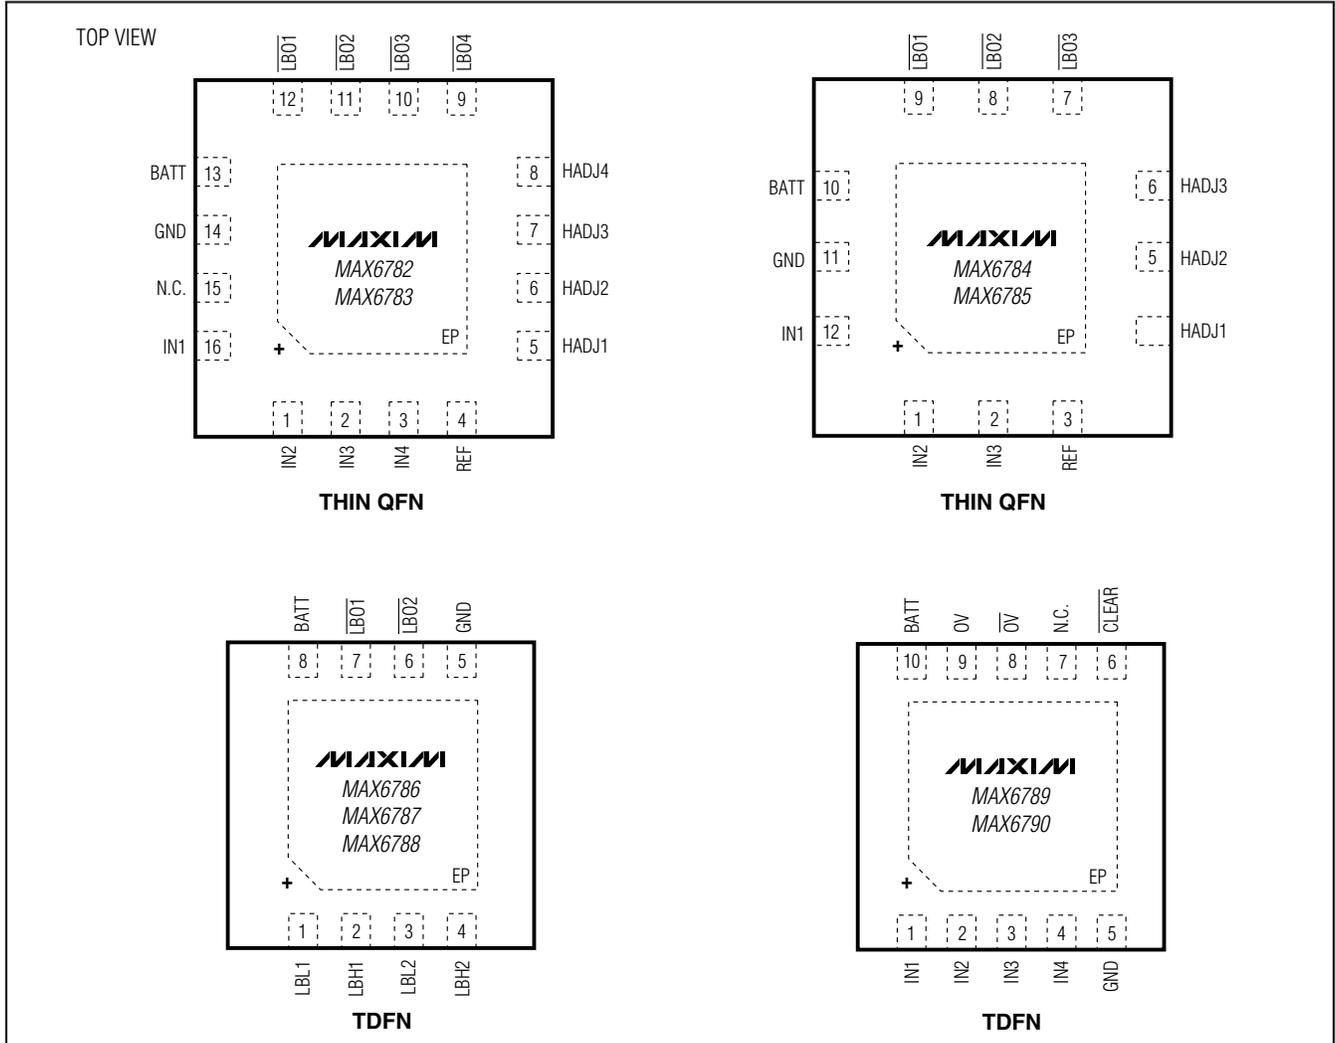 TOP VIEW
LBO1 LBO2 LBO3 LBO4
12 11 10 9
BATT 13
GND 14
N.C. 15
IN1 16
8 HADJ4
7 HADJ3
6 HADJ2
5 HADJ1
MAXIM
MAX6782
MAX6783
EP
+
1 2 3 4
IN2 IN3 IN4 REF
THIN QFN
LBO1 LBO2 LBO3
9 8 7
BATT 10
GND 11
IN1 12
6 HADJ3
5 HADJ2
HADJ1
MAXIM
MAX6784
MAX6785
EP
+
1 2 3
IN2 IN3 REF
THIN QFN
BATT LBO1 LBO2 GND
8 7 6 5
MAXIM
MAX6786
MAX6787
MAX6788
EP
+
1 2 3 4
LBL1 LBH1 LBL2 LBH2
TDFN
BATT OV OV N.C. CLEAR
10 9 8 7 6
MAXIM
MAX6789
MAX6790
EP
+
1 2 3 4 5
IN1 IN2 IN3 IN4 GND
TDFN